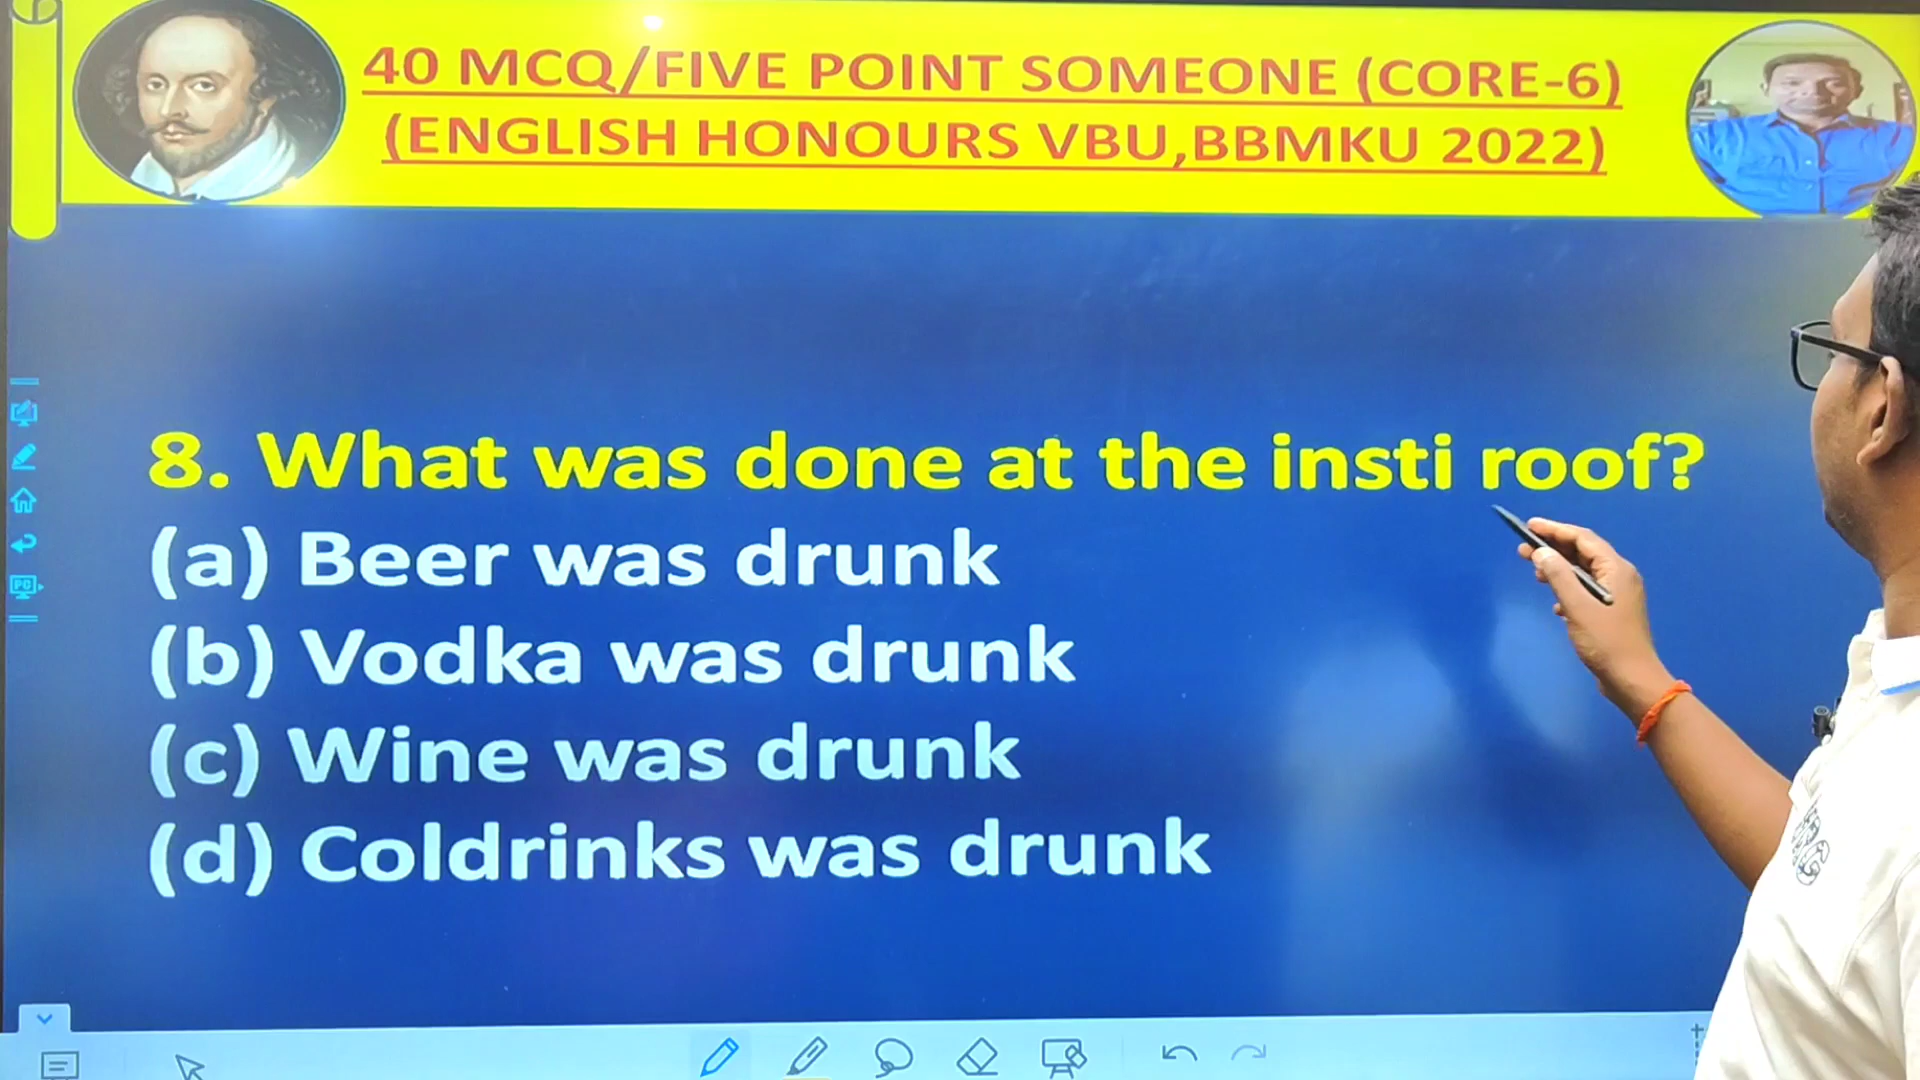 40 MCQ/FIVE POINT SOMEONE (CORE-6)
(ENGLISH HONOURS VBU,BBMKU 2022)
8. What was done at the insti roof?
(a) Beer was drunk
(b) Vodka was drunk
(c) Wine was drunk
(d) Coldrinks was drunk
PC